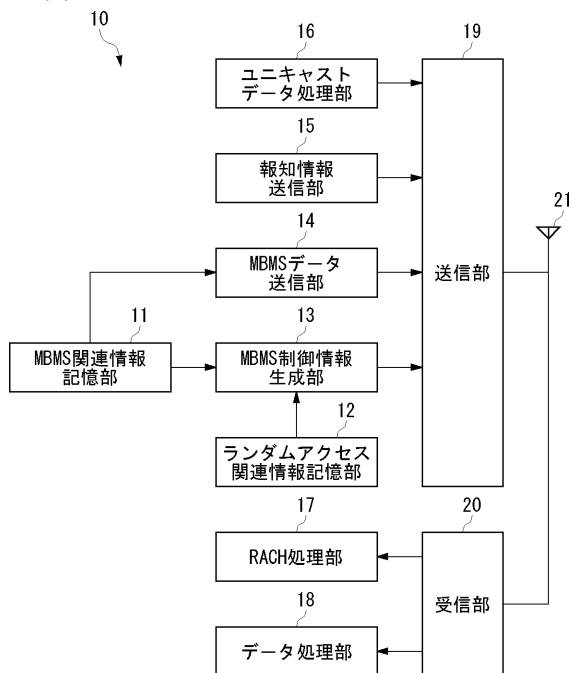 10
16
ユニキャスト
データ処理部
19
15
報知情報
送信部
21
14
MBMSデータ
送信部
送信部
11
MBMS関連情報
記憶部
13
MBMS制御情報
生成部
12
ランダムアクセス
関連情報記憶部
17
RACH処理部
20
受信部
18
データ処理部